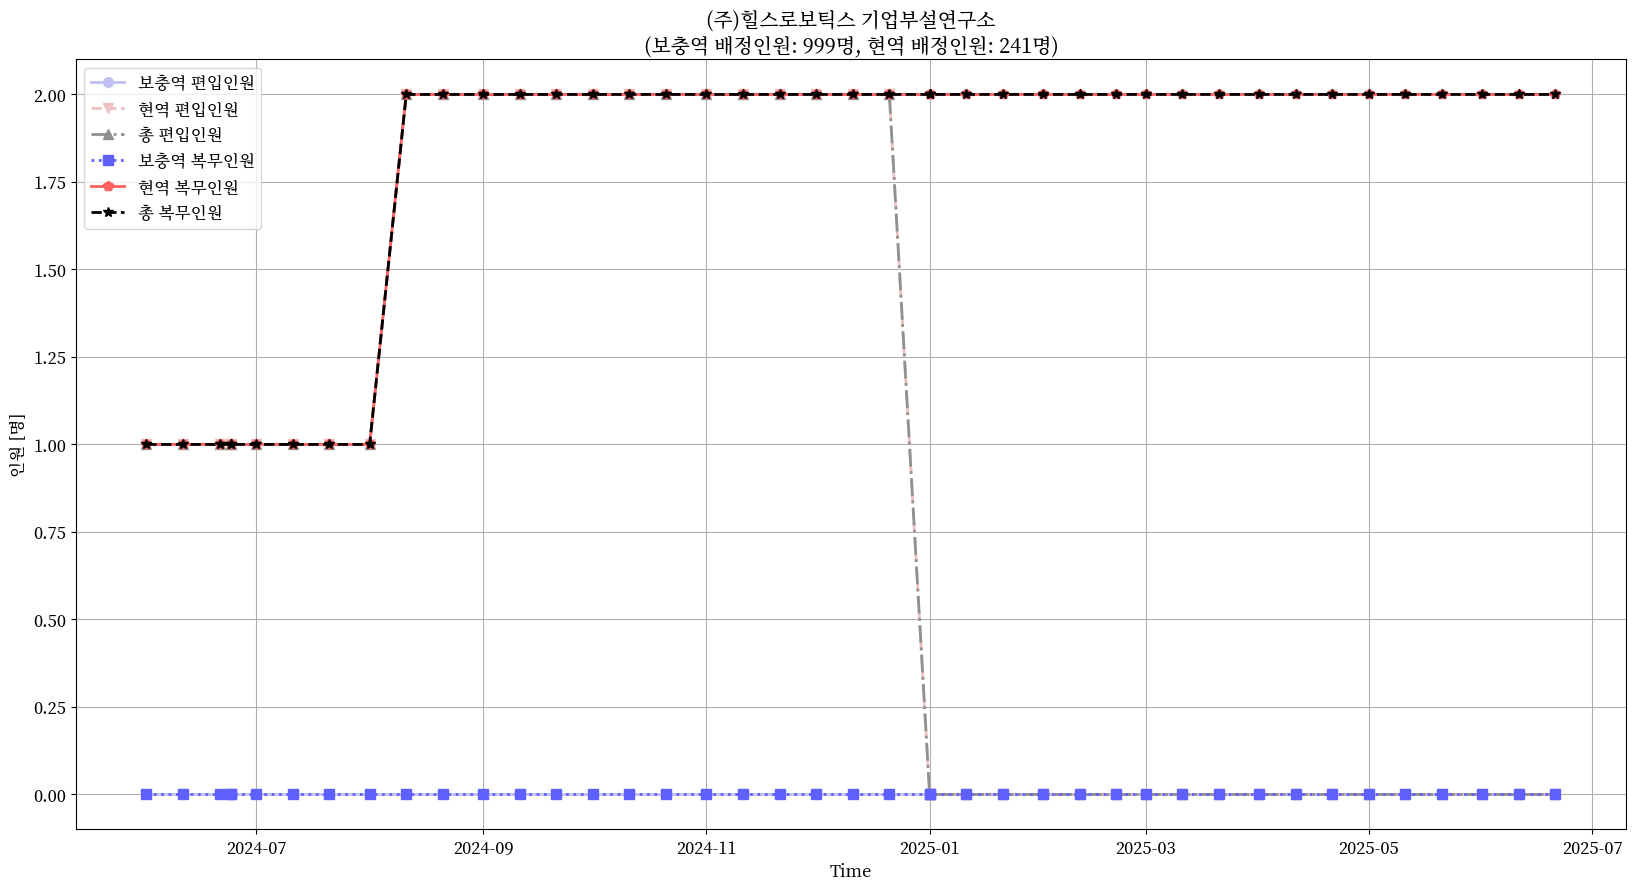 (주)힐스로보틱스 기업부설연구소
(보충역 배정인원: 999명, 현역 배정인원: 241명)
보충역 편입인원
현역 편입인원
총 편입인원
보충역 복무인원
현역 복무인원
총 복무인원
2.00
1.75
1.50
1.25
1.00
0.75
0.50
0.25
0.00
인원 [명]
2024-07
2024-09
2024-11
2025-01
2025-03
2025-05
2025-07
Time